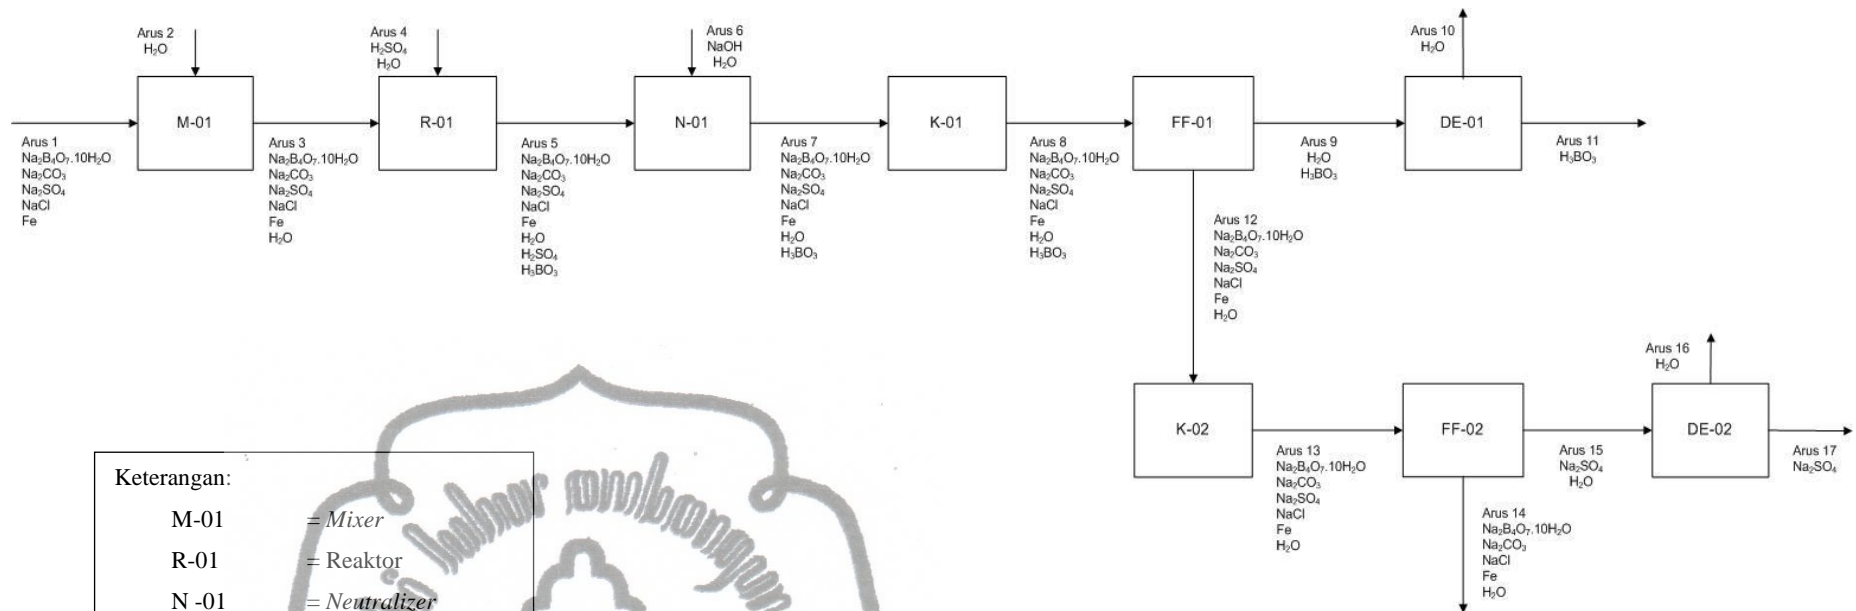 Arus 2
H₂O
Arus 4
H₂SO₄
H₂O
Arus 6
NaOH
H₂O
Arus 10
H₂O
M-01
R-01
N-01
K-01
FF-01
DE-01
Arus 1
Na₂B₄O₇.10H₂O
Na₂CO₃
Na₂SO₄
NaCl
Fe
Arus 3
Na₂B₄O₇.10H₂O
Na₂CO₃
Na₂SO₄
NaCl
Fe
H₂O
Arus 5
Na₂B₄O₇.10H₂O
Na₂CO₃
Na₂SO₄
NaCl
Fe
H₂O
H₂SO₄
H₃BO₃
Arus 7
Na₂B₄O₇.10H₂O
Na₂CO₃
Na₂SO₄
NaCl
Fe
H₂O
H₃BO₃
Arus 8
Na₂B₄O₇.10H₂O
Na₂CO₃
Na₂SO₄
NaCl
Fe
H₂O
H₃BO₃
Arus 9
H₂O
H₃BO₃
Arus 11
H₃BO₃
Arus 12
Na₂B₄O₇.10H₂O
Na₂CO₃
Na₂SO₄
NaCl
Fe
H₂O
Arus 16
H₂O
K-02
FF-02
DE-02
Arus 13
Na₂B₄O₇.10H₂O
Na₂CO₃
Na₂SO₄
NaCl
Fe
H₂O
Arus 15
Na₂SO₄
H₂O
Arus 17
Na₂SO₄
Arus 14
Na₂B₄O₇.10H₂O
Na₂CO₃
NaCl
Fe
H₂O
Keterangan:
M-01 = Mixer
R-01 = Reaktor
N -01 = Neutralizer